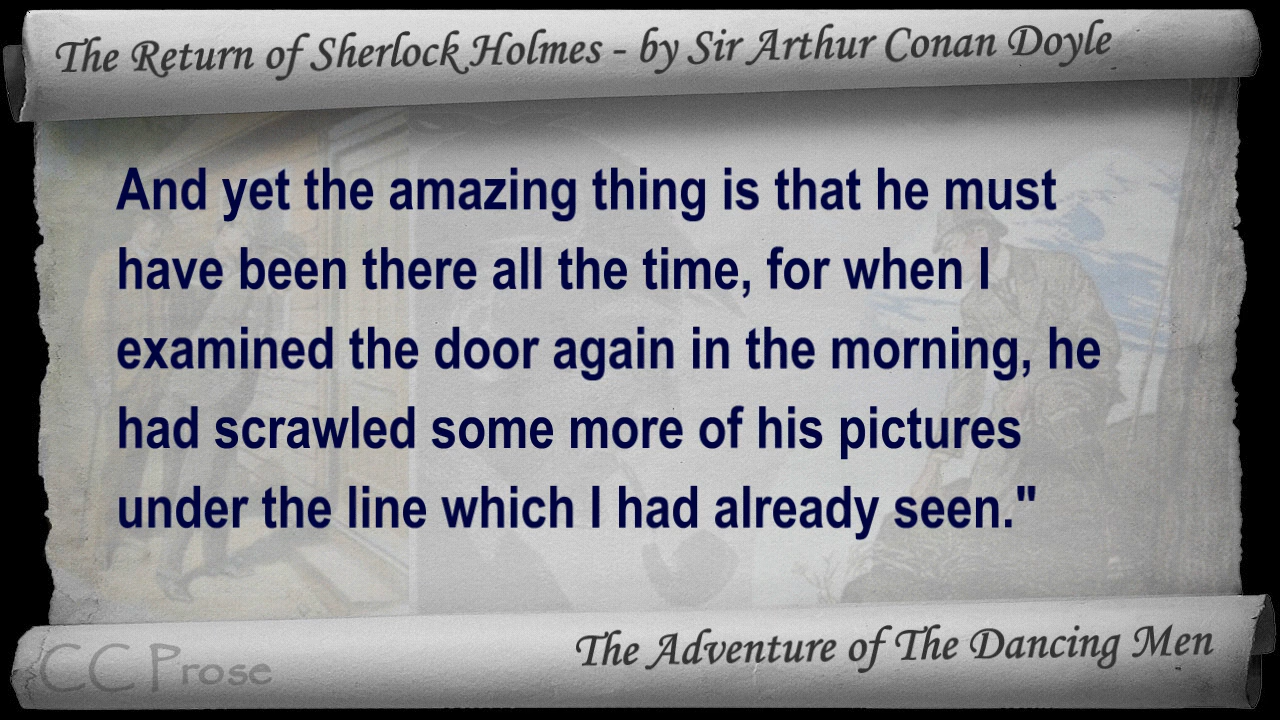 The Return of Sherlock Holmes - by Sir Arthur Conan Doyle
And yet the amazing thing is that he must
have been there all the time, for when I
examined the door again in the morning, he
had scrawled some more of his pictures
under the line which I had already seen."
The Adventure of The Dancing Men
CC Prose